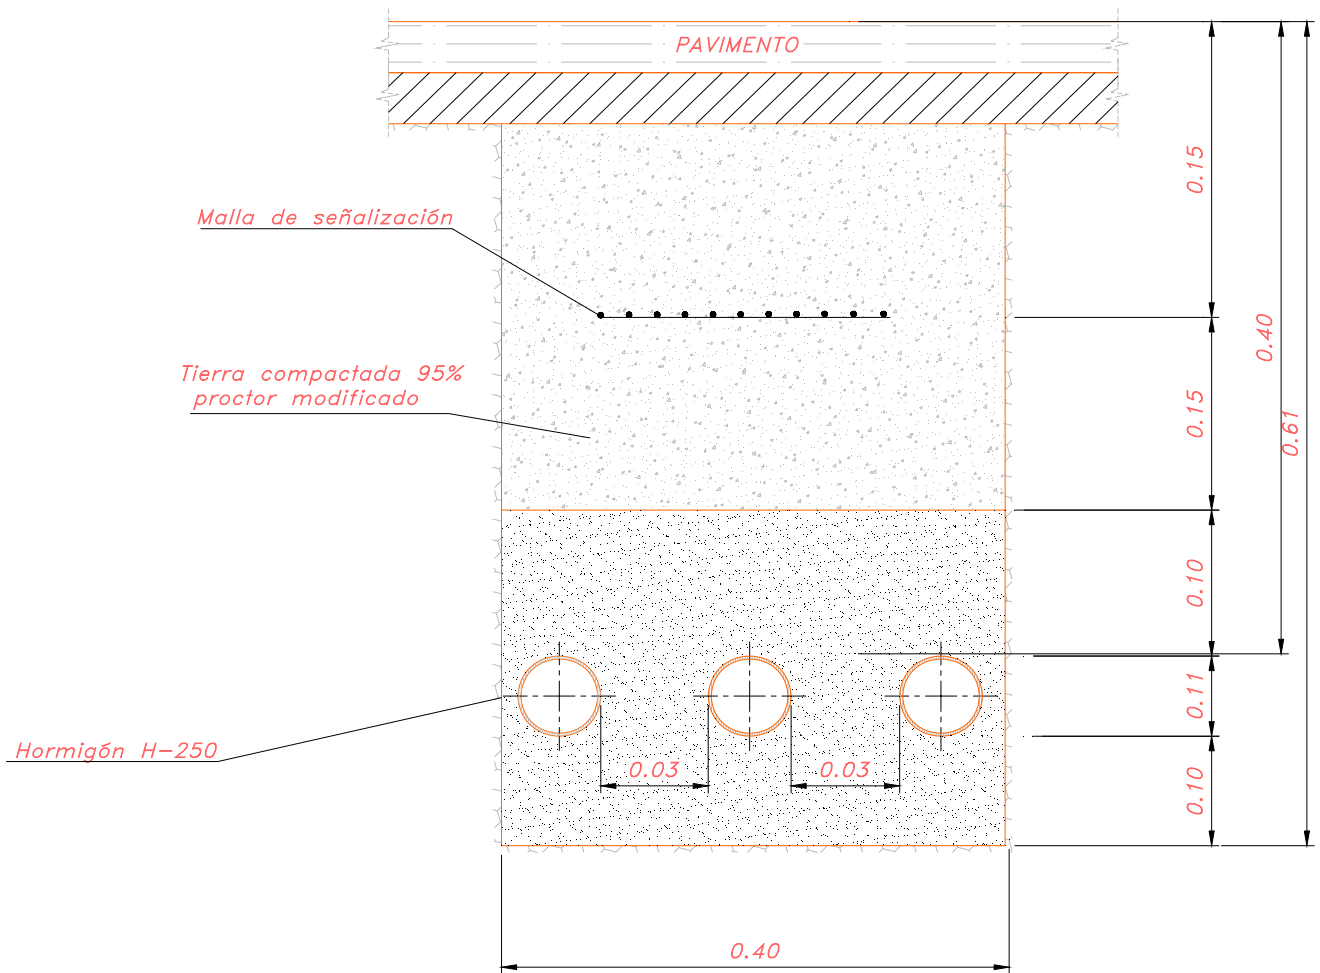 PAVIMENTO
0.15
Malla de señalización
0.40
Tierra compactada 95%
proctor modificado
0.15
0.61
0.10
0.11
Hormigón H-250
0.03
0.03
0.10
0.40